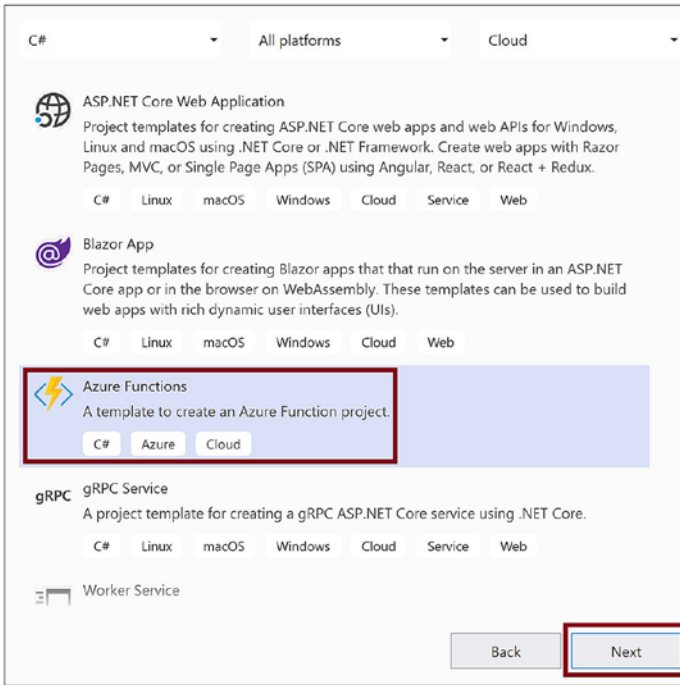 C# All platforms Cloud
ASP.NET Core Web Application
Project templates for creating ASP.NET Core web apps and web APIs for Windows,
Linux and macOS using .NET Core or .NET Framework. Create web apps with Razor
Pages, MVC, or Single Page Apps (SPA) using Angular, React, or React + Redux.
C# Linux macOS Windows Cloud Service Web
Blazor App
Project templates for creating Blazor apps that that run on the server in an ASP.NET
Core app or in the browser on WebAssembly. These templates can be used to build
web apps with rich dynamic user interfaces (UIs).
C# Linux macOS Windows Cloud Web
Azure Functions
A template to create an Azure Function project.
C# Azure Cloud
gRPC gRPC Service
A project template for creating a gRPC ASP.NET Core service using .NET Core.
C# Linux macOS Windows Cloud Service Web
Worker Service
Back Next